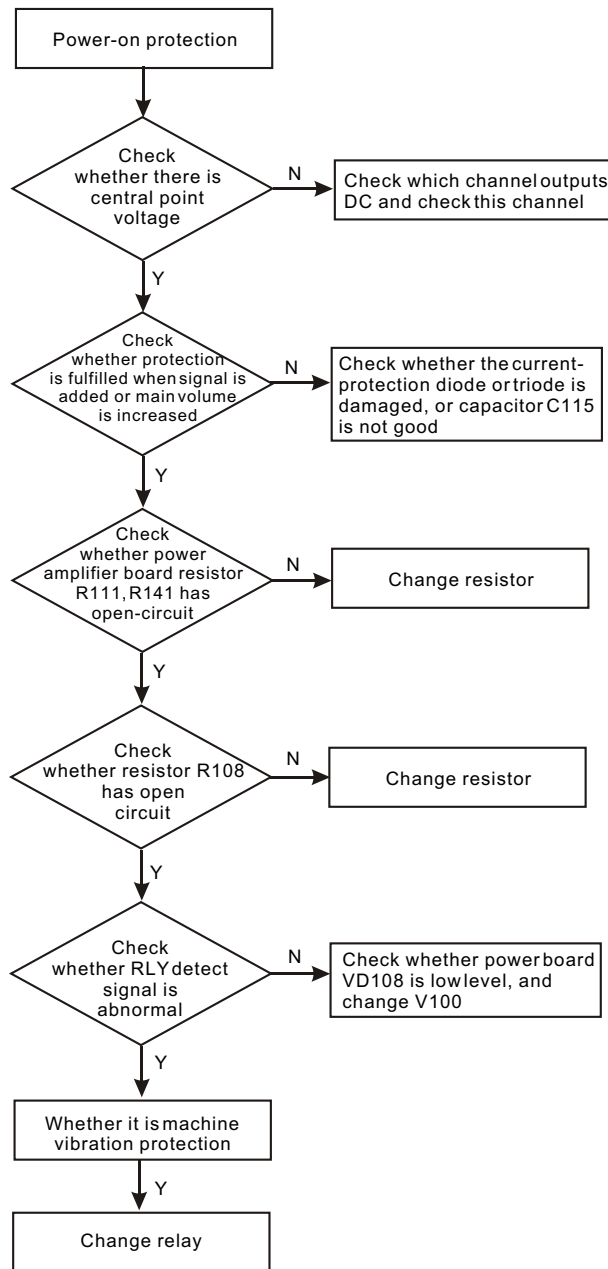 Power-on protection
Check
whether there is
central point
voltage
N
Check which channel outputs
DC and check this channel
Y
Check
whether protection
is fulfilled when signal is
added or main volume
is increased
N
Check whether the current-
protection diode or triode is
damaged, or capacitor C115
is not good
Y
Check
whether power
amplifier board resistor
R111, R141 has
open-circuit
N
Change resistor
Y
Check
whether resistor R108
has open
circuit
N
Change resistor
Y
Check
whether RLY detect
signal is
abnormal
N
Check whether power board
VD108 is low level, and
change V100
Y
Whether it is machine
vibration protection
Y
Change relay